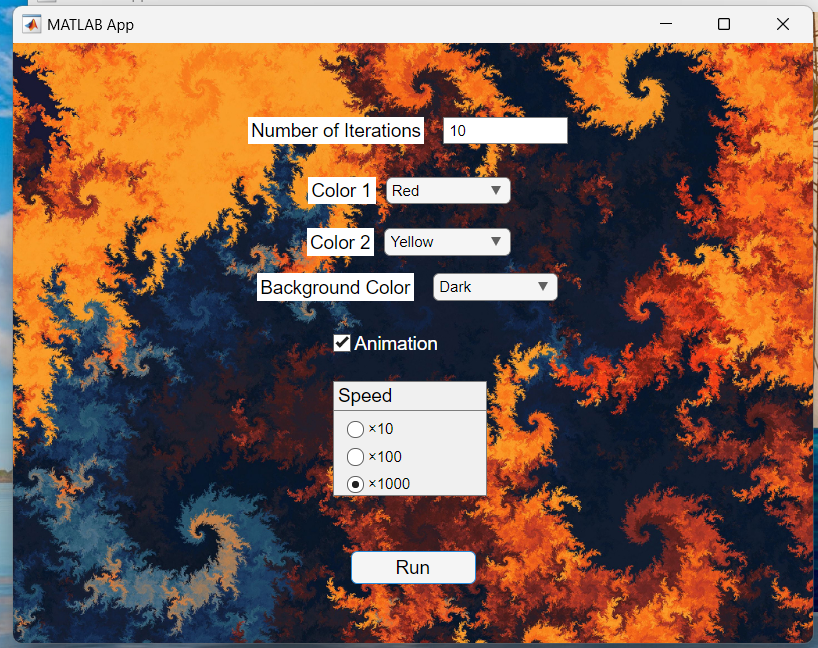 MATLAB App
Number of Iterations 10
Color 1 Red
Color 2 Yellow
Background Color Dark
Animation
Speed
×10
×100
×1000
Run